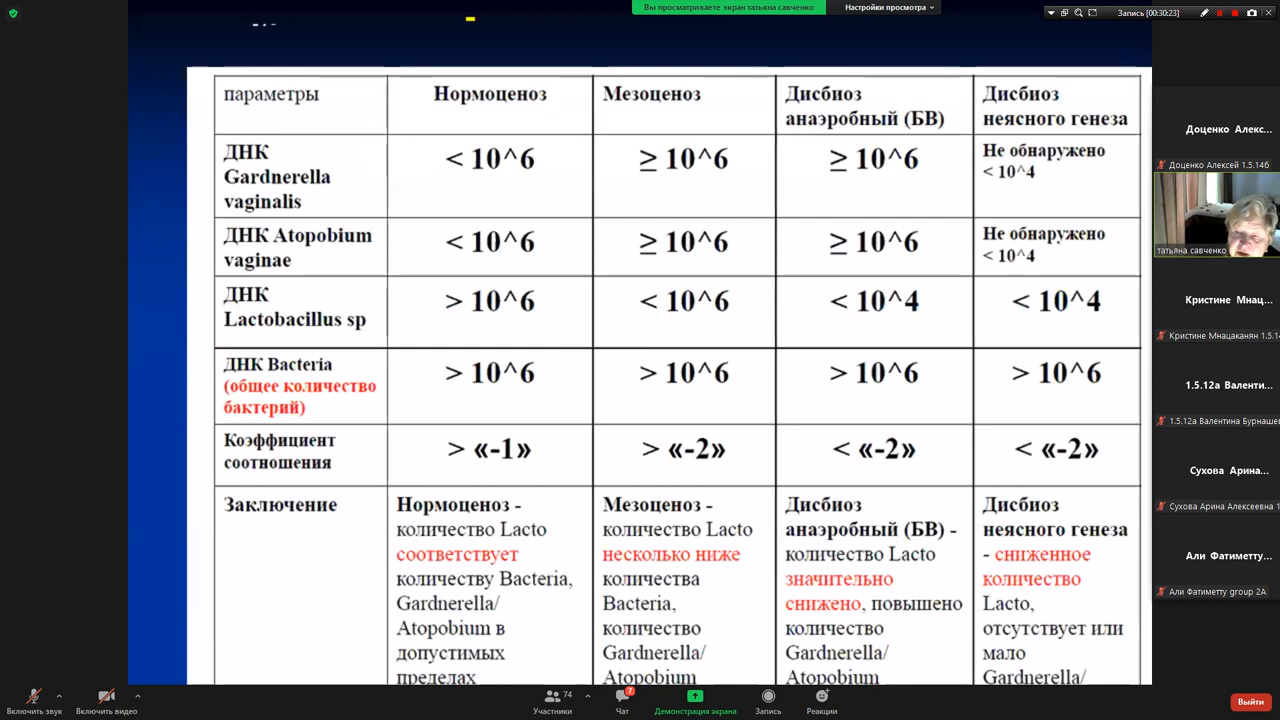 Вы просматриваете экран татьяна савченко
Настройки просмотра
Запись [00:30:23]
параметры
Нормоценоз
Мезоценоз
Дисбиоз
анаэробный (БВ)
Дисбиоз
неясного генеза
ДНК
Gardnerella
vaginalis
< 10^6
≥ 10^6
≥ 10^6
Не обнаружено
< 10^4
ДНК Atopobium
vaginae
< 10^6
≥ 10^6
≥ 10^6
Не обнаружено
< 10^4
ДНК
Lactobacillus sp
> 10^6
< 10^6
< 10^4
< 10^4
ДНК Bacteria
(общее количество
бактерий)
> 10^6
> 10^6
> 10^6
> 10^6
Коэффициент
соотношения
> «-1»
> «-2»
< «-2»
< «-2»
Заключение
Нормоценоз -
количество Lacto
соответствует
количеству Bacteria,
Gardnerella/
Atopobium в
допустимых
пределах
Мезоценоз -
количество Lacto
несколько ниже
количества
Bacteria,
количество
Gardnerella/
Atopobium
Дисбиоз
анаэробный (БВ) -
количество Lacto
значительно
снижено, повышено
количество
Gardnerella/
Atopobium
Дисбиоз
неясного генеза
- сниженное
количество
Lacto,
отсутствует или
мало
Gardnerella/
Доценко Алекс...
Доценко Алексей 1.5.14б
татьяна савченко
Кристине Мнац...
Кристине Мнацаканян 1.5.1
1.5.12а Валенти...
1.5.12а Валентина Бурнаше
Сухова Арина...
Сухова Арина Алексеевна 1
Али Фатиметту...
Али Фатиметту group 2A
Включить звук
Включить видео
74
Участники
7
Чат
Демонстрация экрана
Запись
Реакции
Выйти